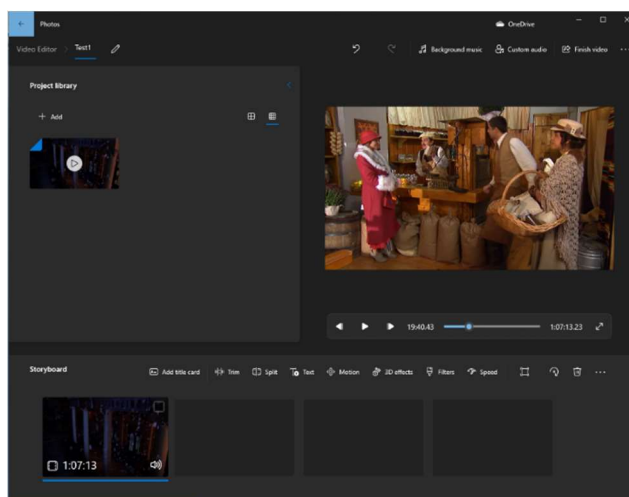 Photos
OneDrive
Video Editor > Test1
Background music
Custom audio
Finish video
Project library
+ Add
19:40.43
1:07:13.23
Storyboard
Add title card
Trim
Split
Text
Motion
3D effects
Filters
Speed
1:07:13